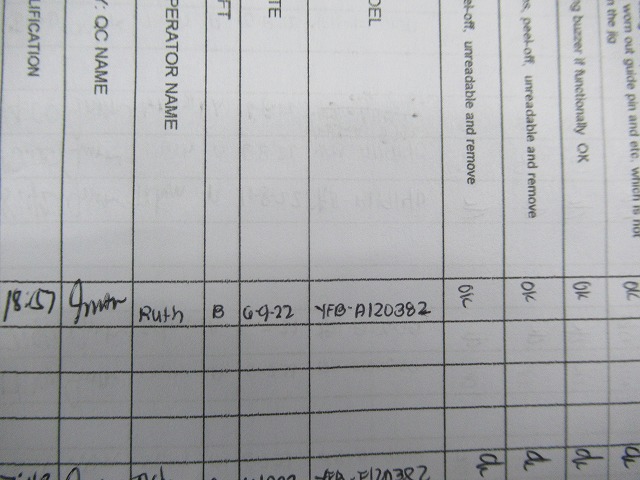 LIFICATION
Y: QC NAME
PERATOR NAME
FT
TE
DEL
el-off, unreadable and remove
s, peel-off, unreadable and remove
ng buzzer if functionally OK
worn out guide pin and etc. which is not
n the jig
18:57
Ruth
B
6-9-22
YFB-A120382
OK
OK
OK
OK